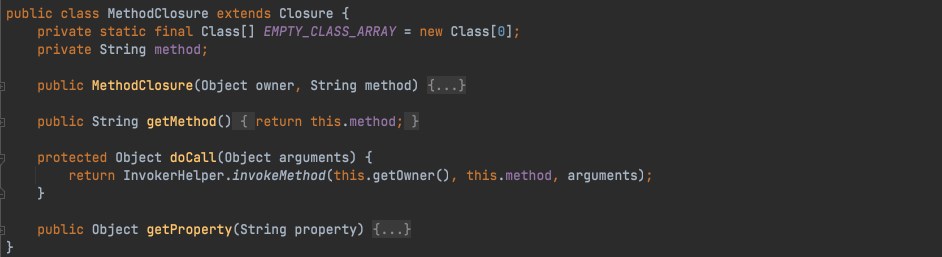 public class MethodClosure extends Closure {
    private static final Class[] EMPTY_CLASS_ARRAY = new Class[0];
    private String method;
    public MethodClosure(Object owner, String method) {...}
    public String getMethod() { return this.method; }
    protected Object doCall(Object arguments) {
        return InvokerHelper.invokeMethod(this.getOwner(), this.method, arguments);
    }
    public Object getProperty(String property) {...}
}